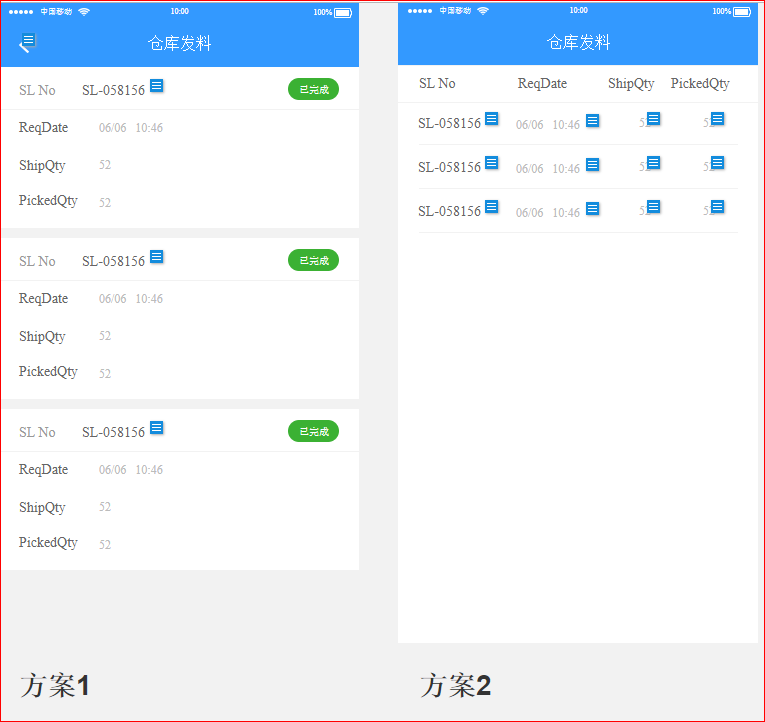 中国移动 10:00 100%
仓库发料
SL No SL-058156 已完成
ReqDate 06/06 10:46
ShipQty 52
PickedQty 52
SL No SL-058156 已完成
ReqDate 06/06 10:46
ShipQty 52
PickedQty 52
SL No SL-058156 已完成
ReqDate 06/06 10:46
ShipQty 52
PickedQty 52
方案1
中国移动 10:00 100%
仓库发料
SL No ReqDate ShipQty PickedQty
SL-058156 06/06 10:46
SL-058156 06/06 10:46
SL-058156 06/06 10:46
方案2